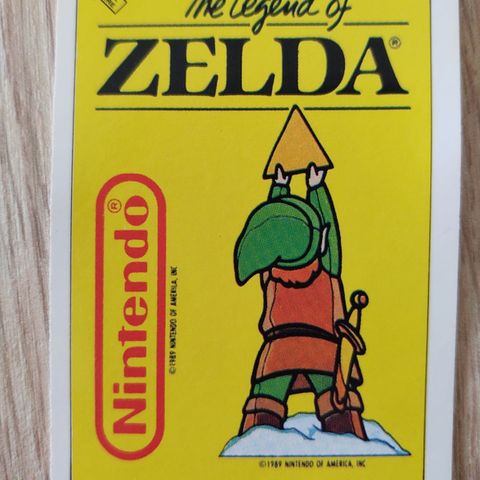 The Legend of
ZELDA®
Nintendo®
©1989 NINTENDO OF AMERICA, INC
©1989 NINTENDO OF AMERICA, INC